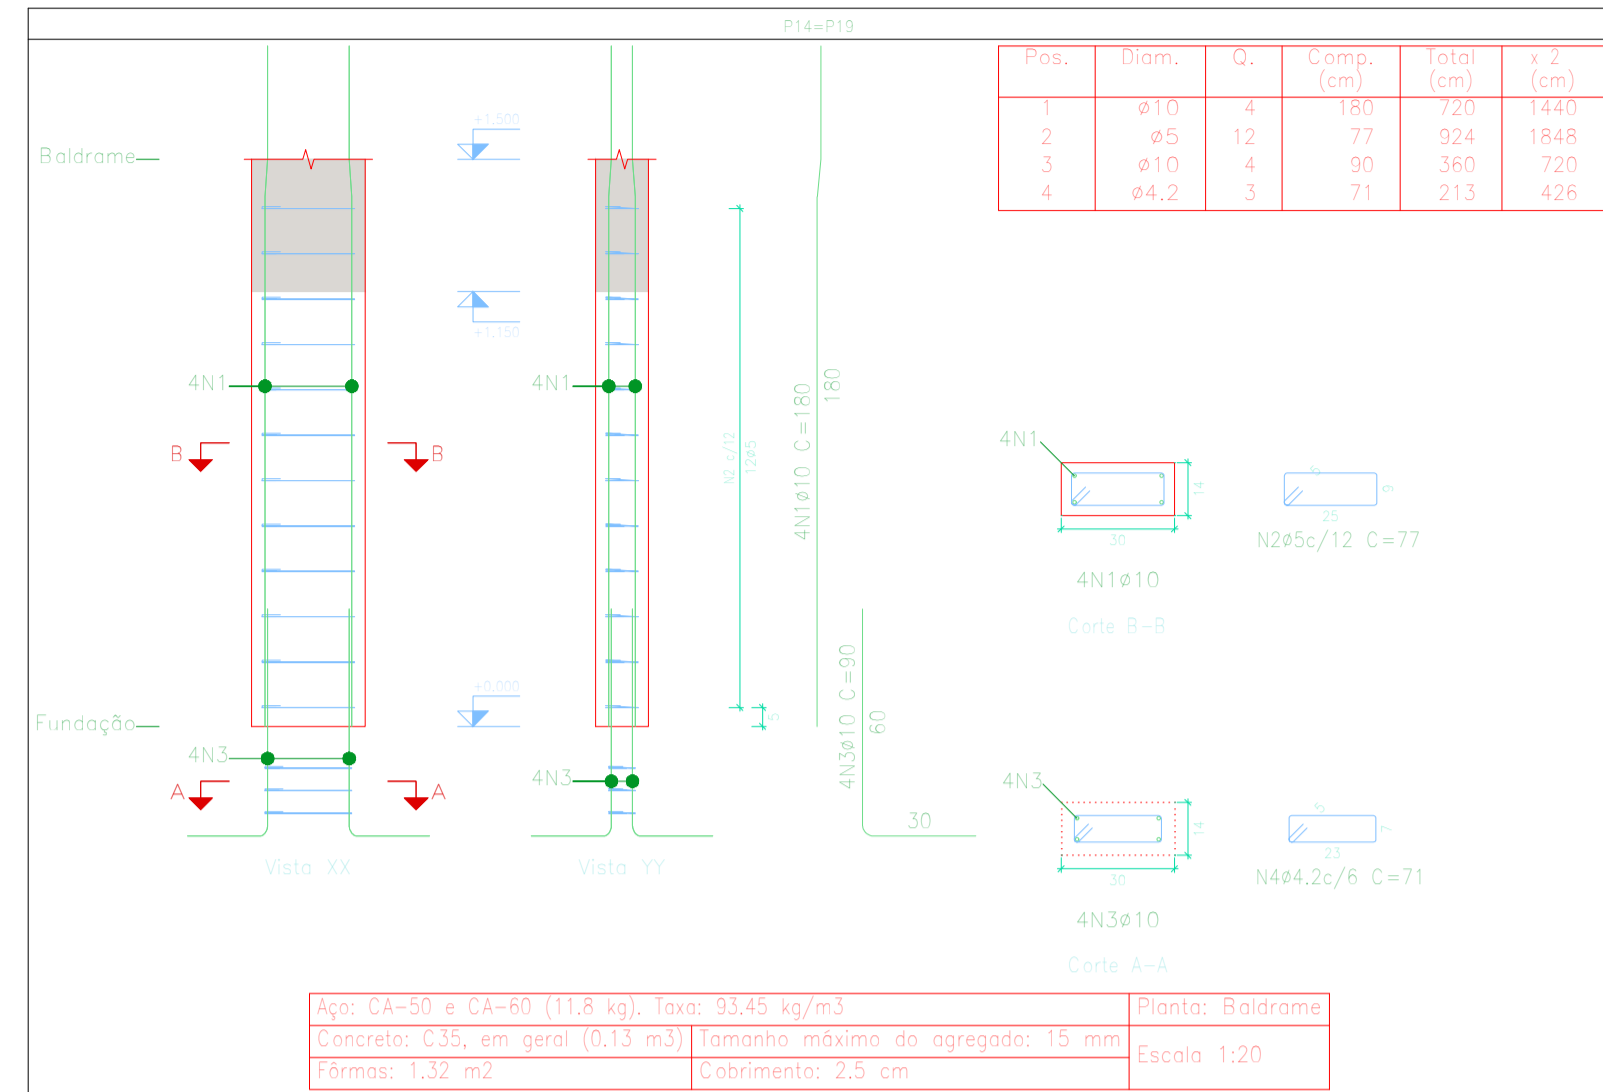 P14=P19
Pos. Diam. Q. Comp. (cm) Total (cm) x 2 (cm)
1 ø10 4 180 720 1440
2 ø5 12 77 924 1848
3 ø10 4 90 360 720
4 ø4.2 3 71 213 426
+1.500
Baldrame
+1.150
4N1
4N1
B B
N2 c/12
12ø5
4N1ø10 C=180
180
4N1
14
30
4N1ø10
Corte B-B
5
9
25
N2ø5c/12 C=77
+0.000
Fundação
5
4N3
4N3
A A
4N3ø10 C=90
60
30
Vista XX
Vista YY
4N3
14
30
4N3ø10
Corte A-A
5
7
23
N4ø4.2c/6 C=71
Aço: CA-50 e CA-60 (11.8 kg). Taxa: 93.45 kg/m3
Planta: Baldrame
Concreto: C35, em geral (0.13 m3)
Tamanho máximo do agregado: 15 mm
Escala 1:20
Fôrmas: 1.32 m2
Cobrimento: 2.5 cm